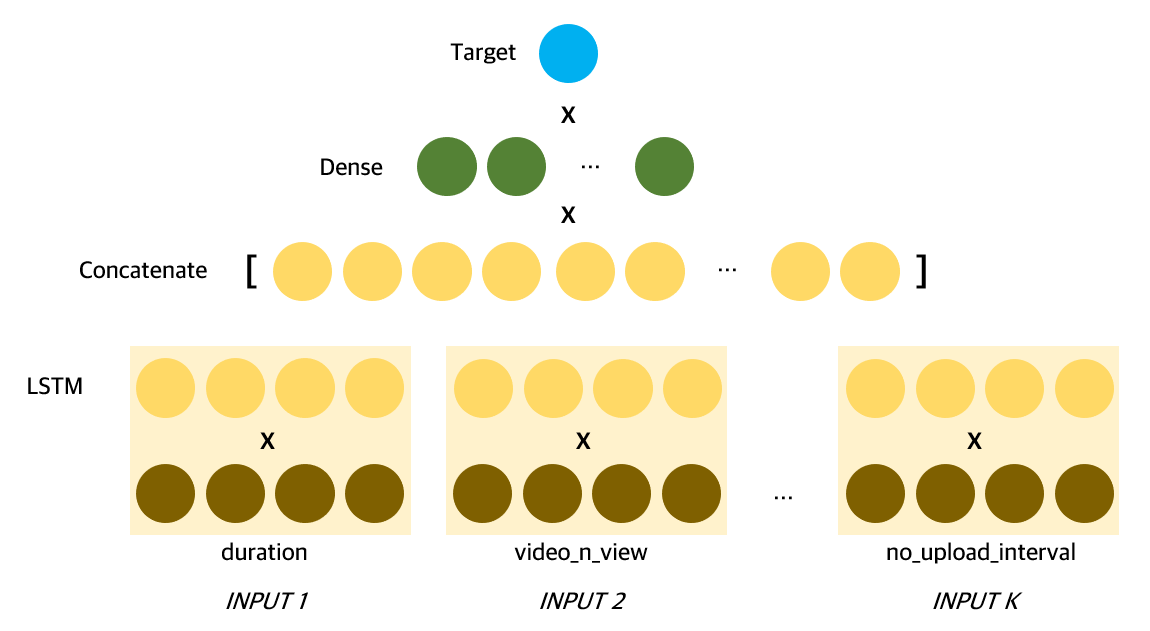 Target
X
Dense ...
X
Concatenate [ ... ]
LSTM
X X X
...
duration video_n_view no_upload_interval
INPUT 1 INPUT 2 INPUT K